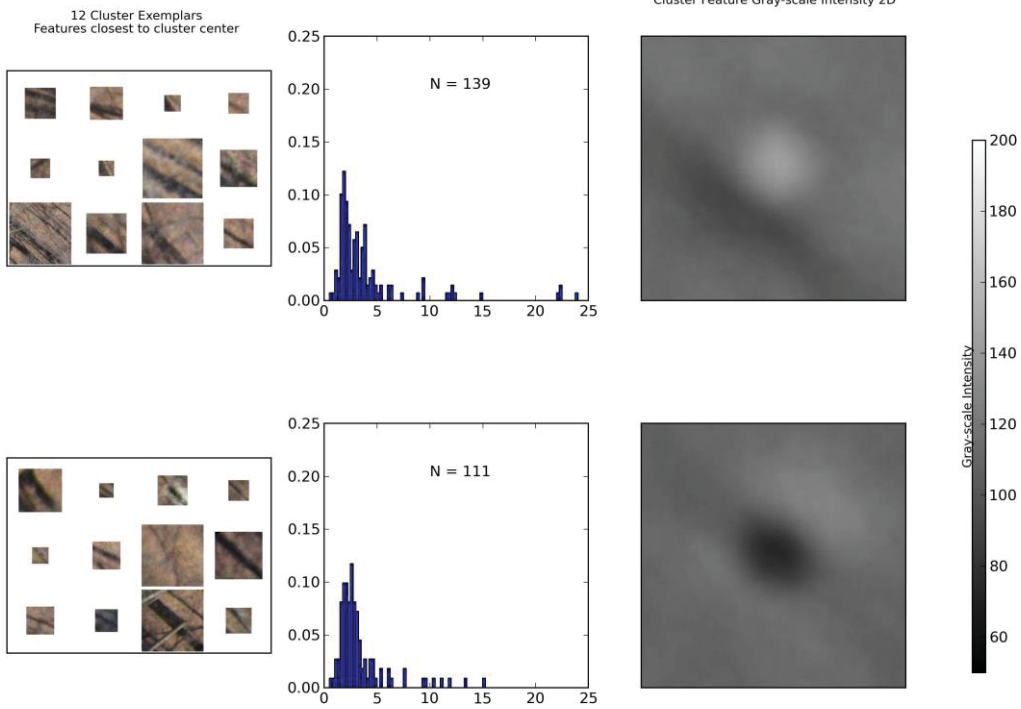 12 Cluster Exemplars
Features closest to cluster center
Cluster Feature Gray-scale Intensity 2D
0.25
0.20
0.15
0.10
0.05
0.00
N = 139
0 5 10 15 20 25
200
180
160
140
120
100
80
60
Gray-scale Intensity
0.25
0.20
0.15
0.10
0.05
0.00
N = 111
0 5 10 15 20 25